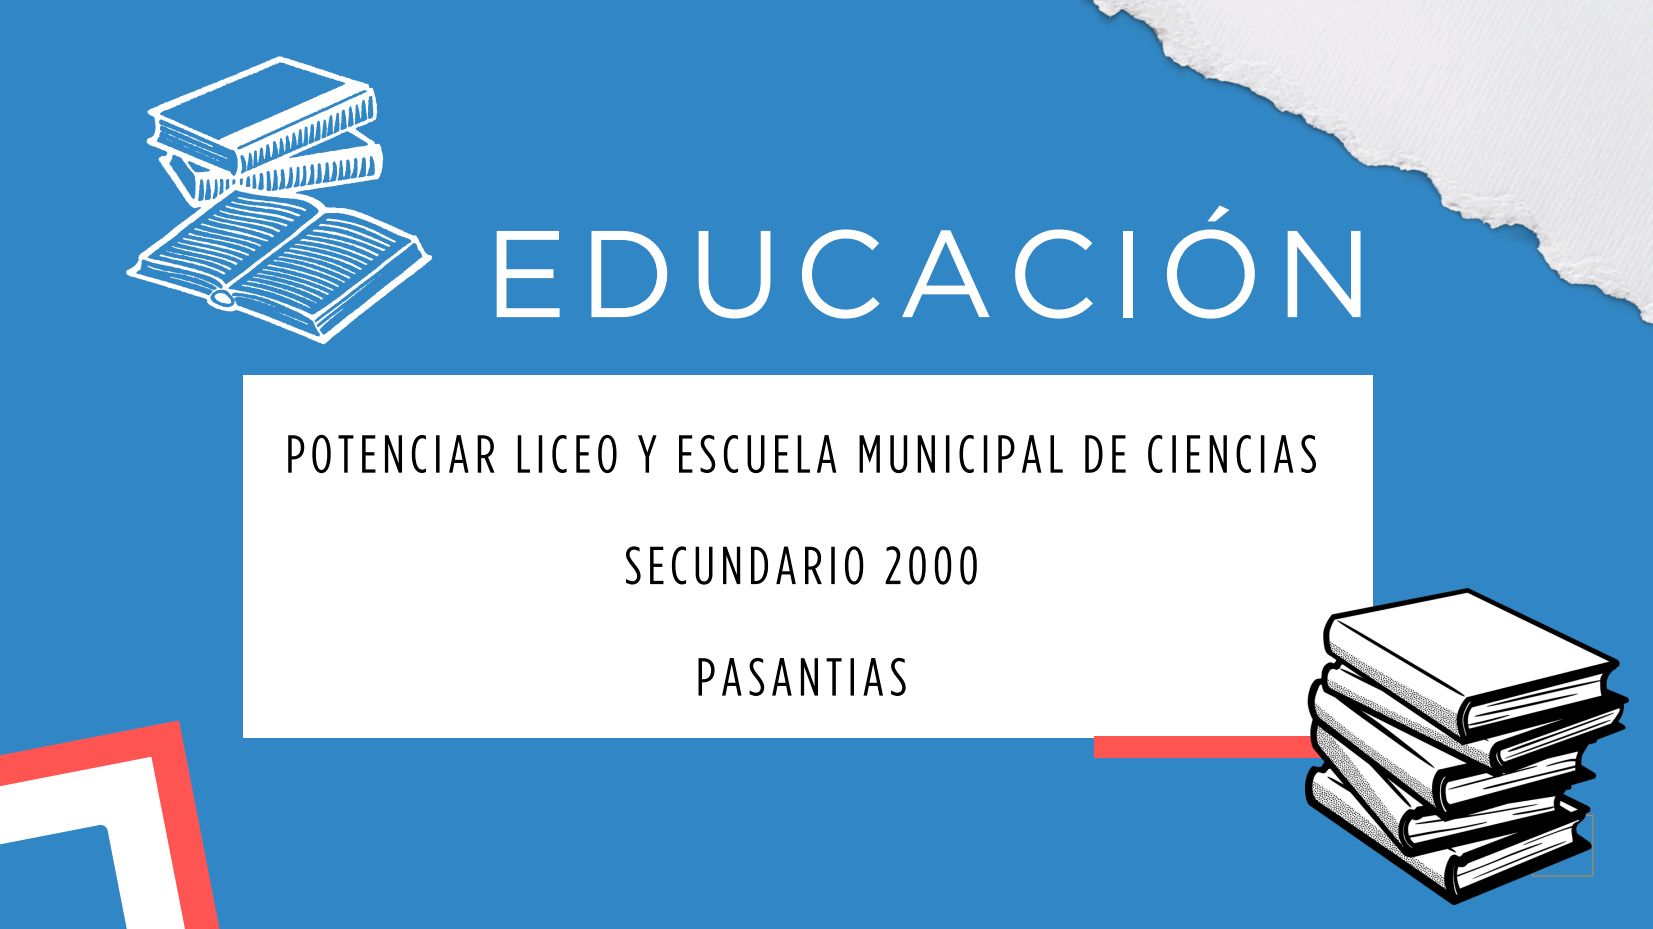 EDUCACIÓN
POTENCIAR LICEO Y ESCUELA MUNICIPAL DE CIENCIAS
SECUNDARIO 2000
PASANTIAS